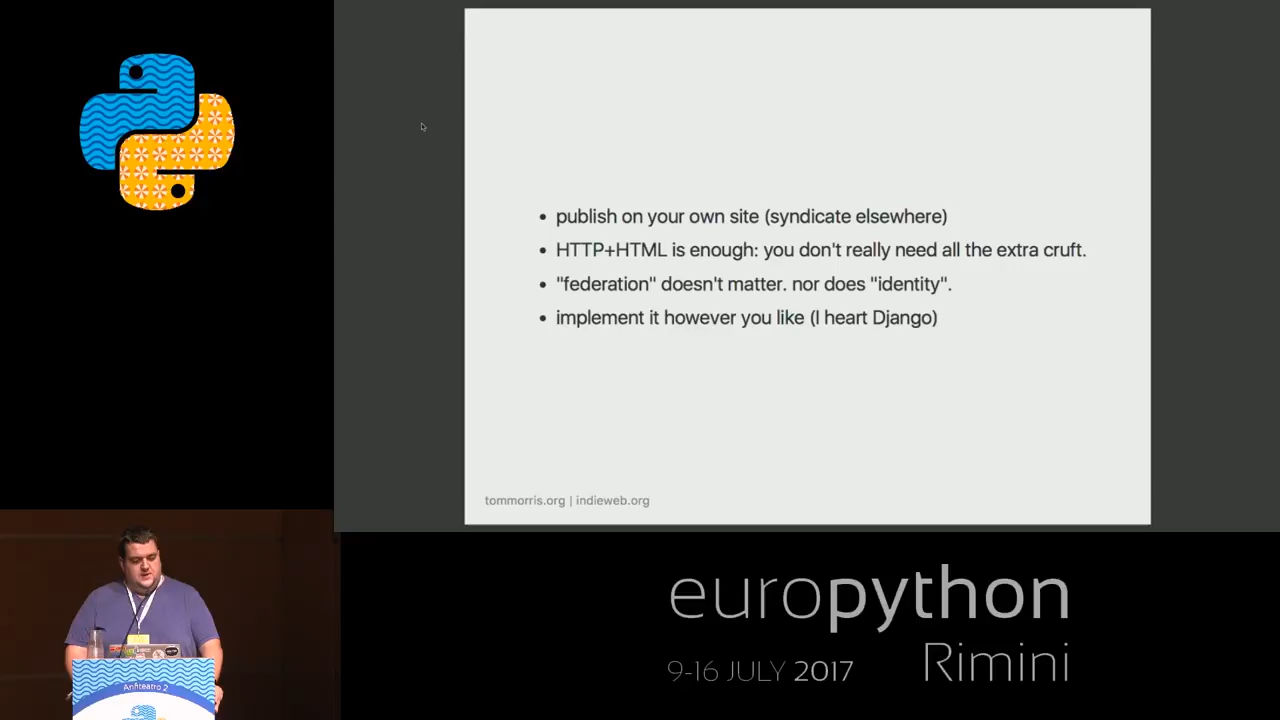 publish on your own site (syndicate elsewhere)
HTTP+HTML is enough: you don't really need all the extra cruft.
"federation" doesn't matter. nor does "identity".
implement it however you like (I heart Django)
tommorris.org | indieweb.org
europython
9-16 JULY 2017 Rimini
Anfiteatro 2